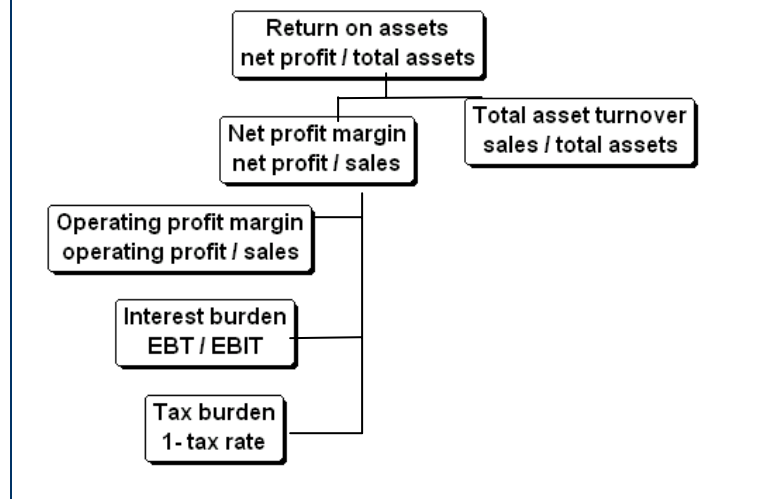 Return on assets
net profit / total assets
Net profit margin
net profit / sales
Total asset turnover
sales / total assets
Operating profit margin
operating profit / sales
Interest burden
EBT / EBIT
Tax burden
1- tax rate